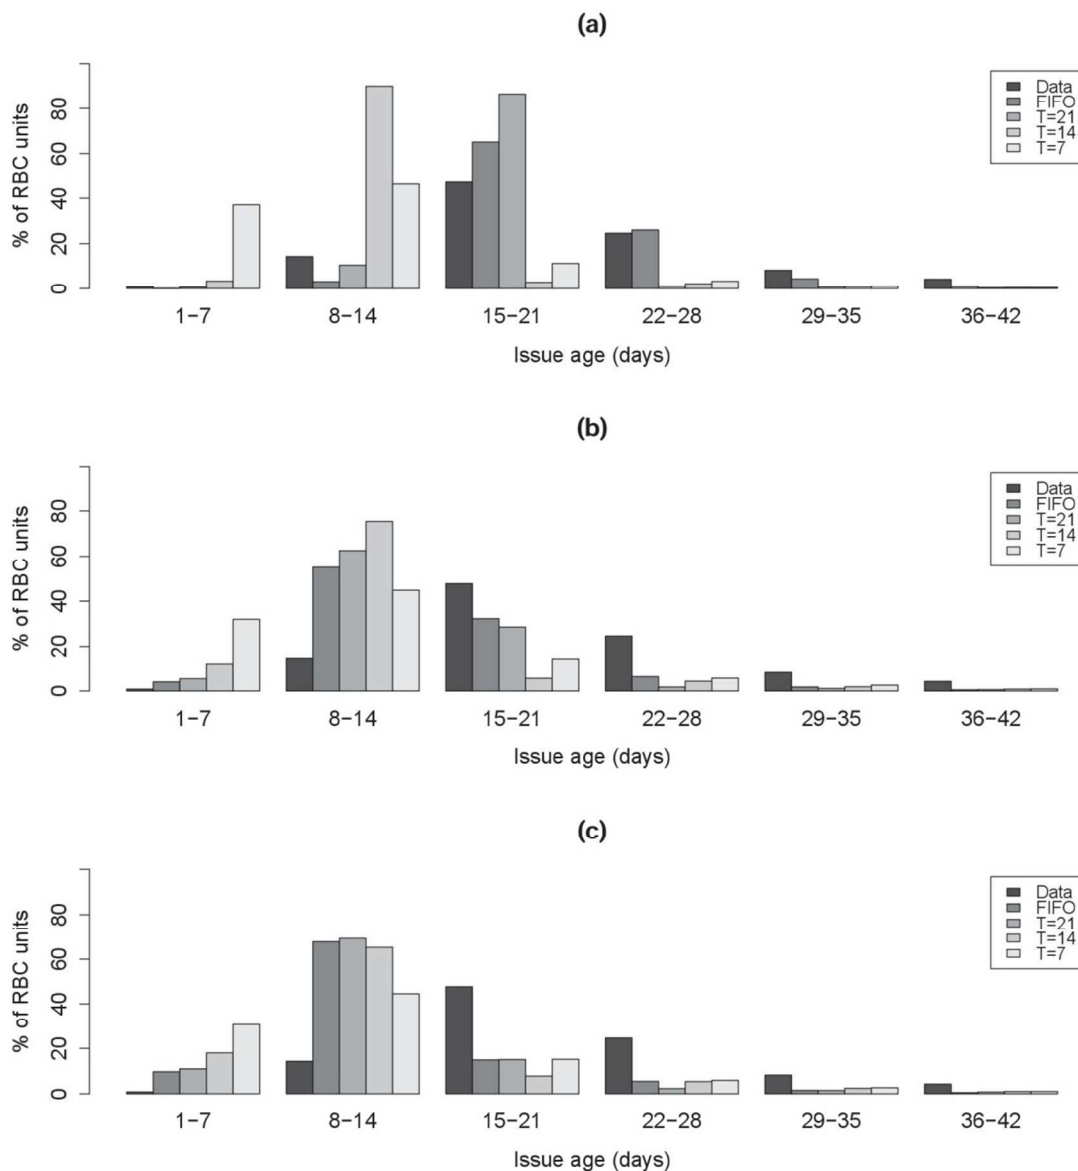 (a)
% of RBC units
0 20 40 60 80
Data
FIFO
T=21
T=14
T=7
1-7 8-14 15-21 22-28 29-35 36-42
Issue age (days)
(b)
% of RBC units
0 20 40 60 80
Data
FIFO
T=21
T=14
T=7
1-7 8-14 15-21 22-28 29-35 36-42
Issue age (days)
(c)
% of RBC units
0 20 40 60 80
Data
FIFO
T=21
T=14
T=7
1-7 8-14 15-21 22-28 29-35 36-42
Issue age (days)